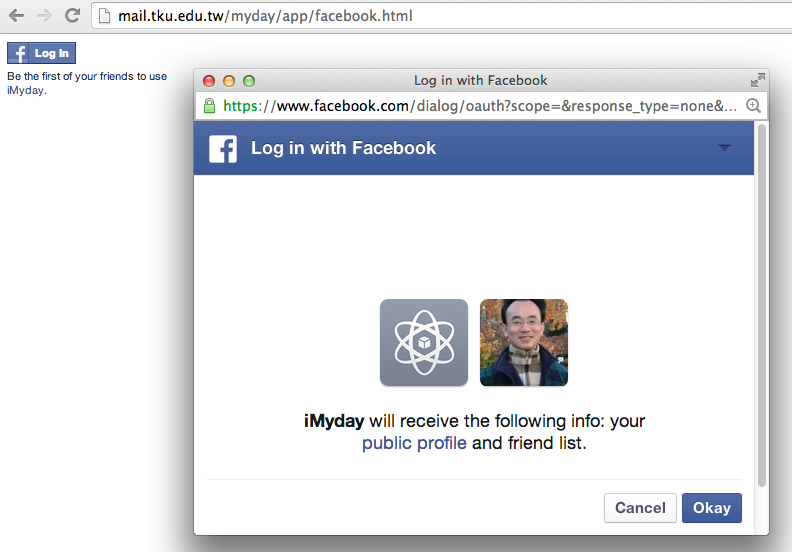 mail.tku.edu.tw/myday/app/facebook.html
Log In
Be the first of your friends to use
iMyday.
Log in with Facebook
https://www.facebook.com/dialog/oauth?scope=&response_type=none&...
Log in with Facebook
iMyday will receive the following info: your
public profile and friend list.
Cancel Okay